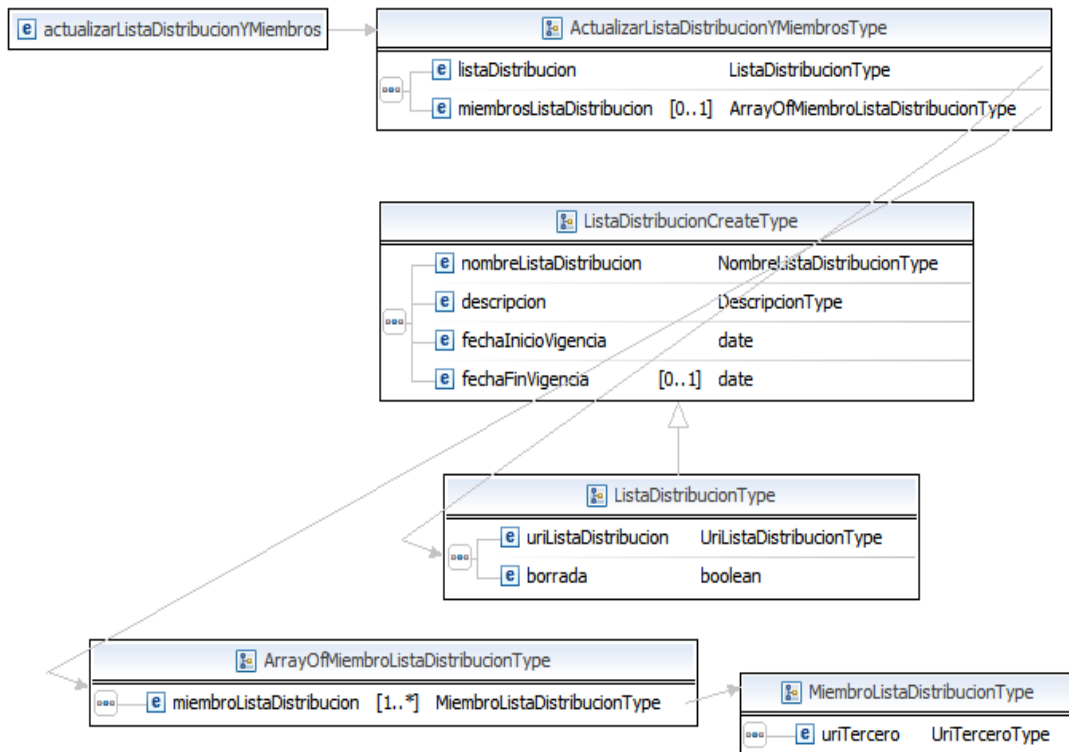 actualizarListaDistribucionYMiembros
ActualizarListaDistribucionYMiembrosType
listaDistribucion ListaDistribucionType
miembrosListaDistribucion [0..1] ArrayOfMiembroListaDistribucionType
ListaDistribucionCreateType
nombreListaDistribucion NombreListaDistribucionType
descripcion DescripcionType
fechaInicioVigencia date
fechaFinVigencia [0..1] date
ListaDistribucionType
uriListaDistribucion UriListaDistribucionType
borrada boolean
ArrayOfMiembroListaDistribucionType
miembroListaDistribucion [1..*] MiembroListaDistribucionType
MiembroListaDistribucionType
uriTercero UriTerceroType